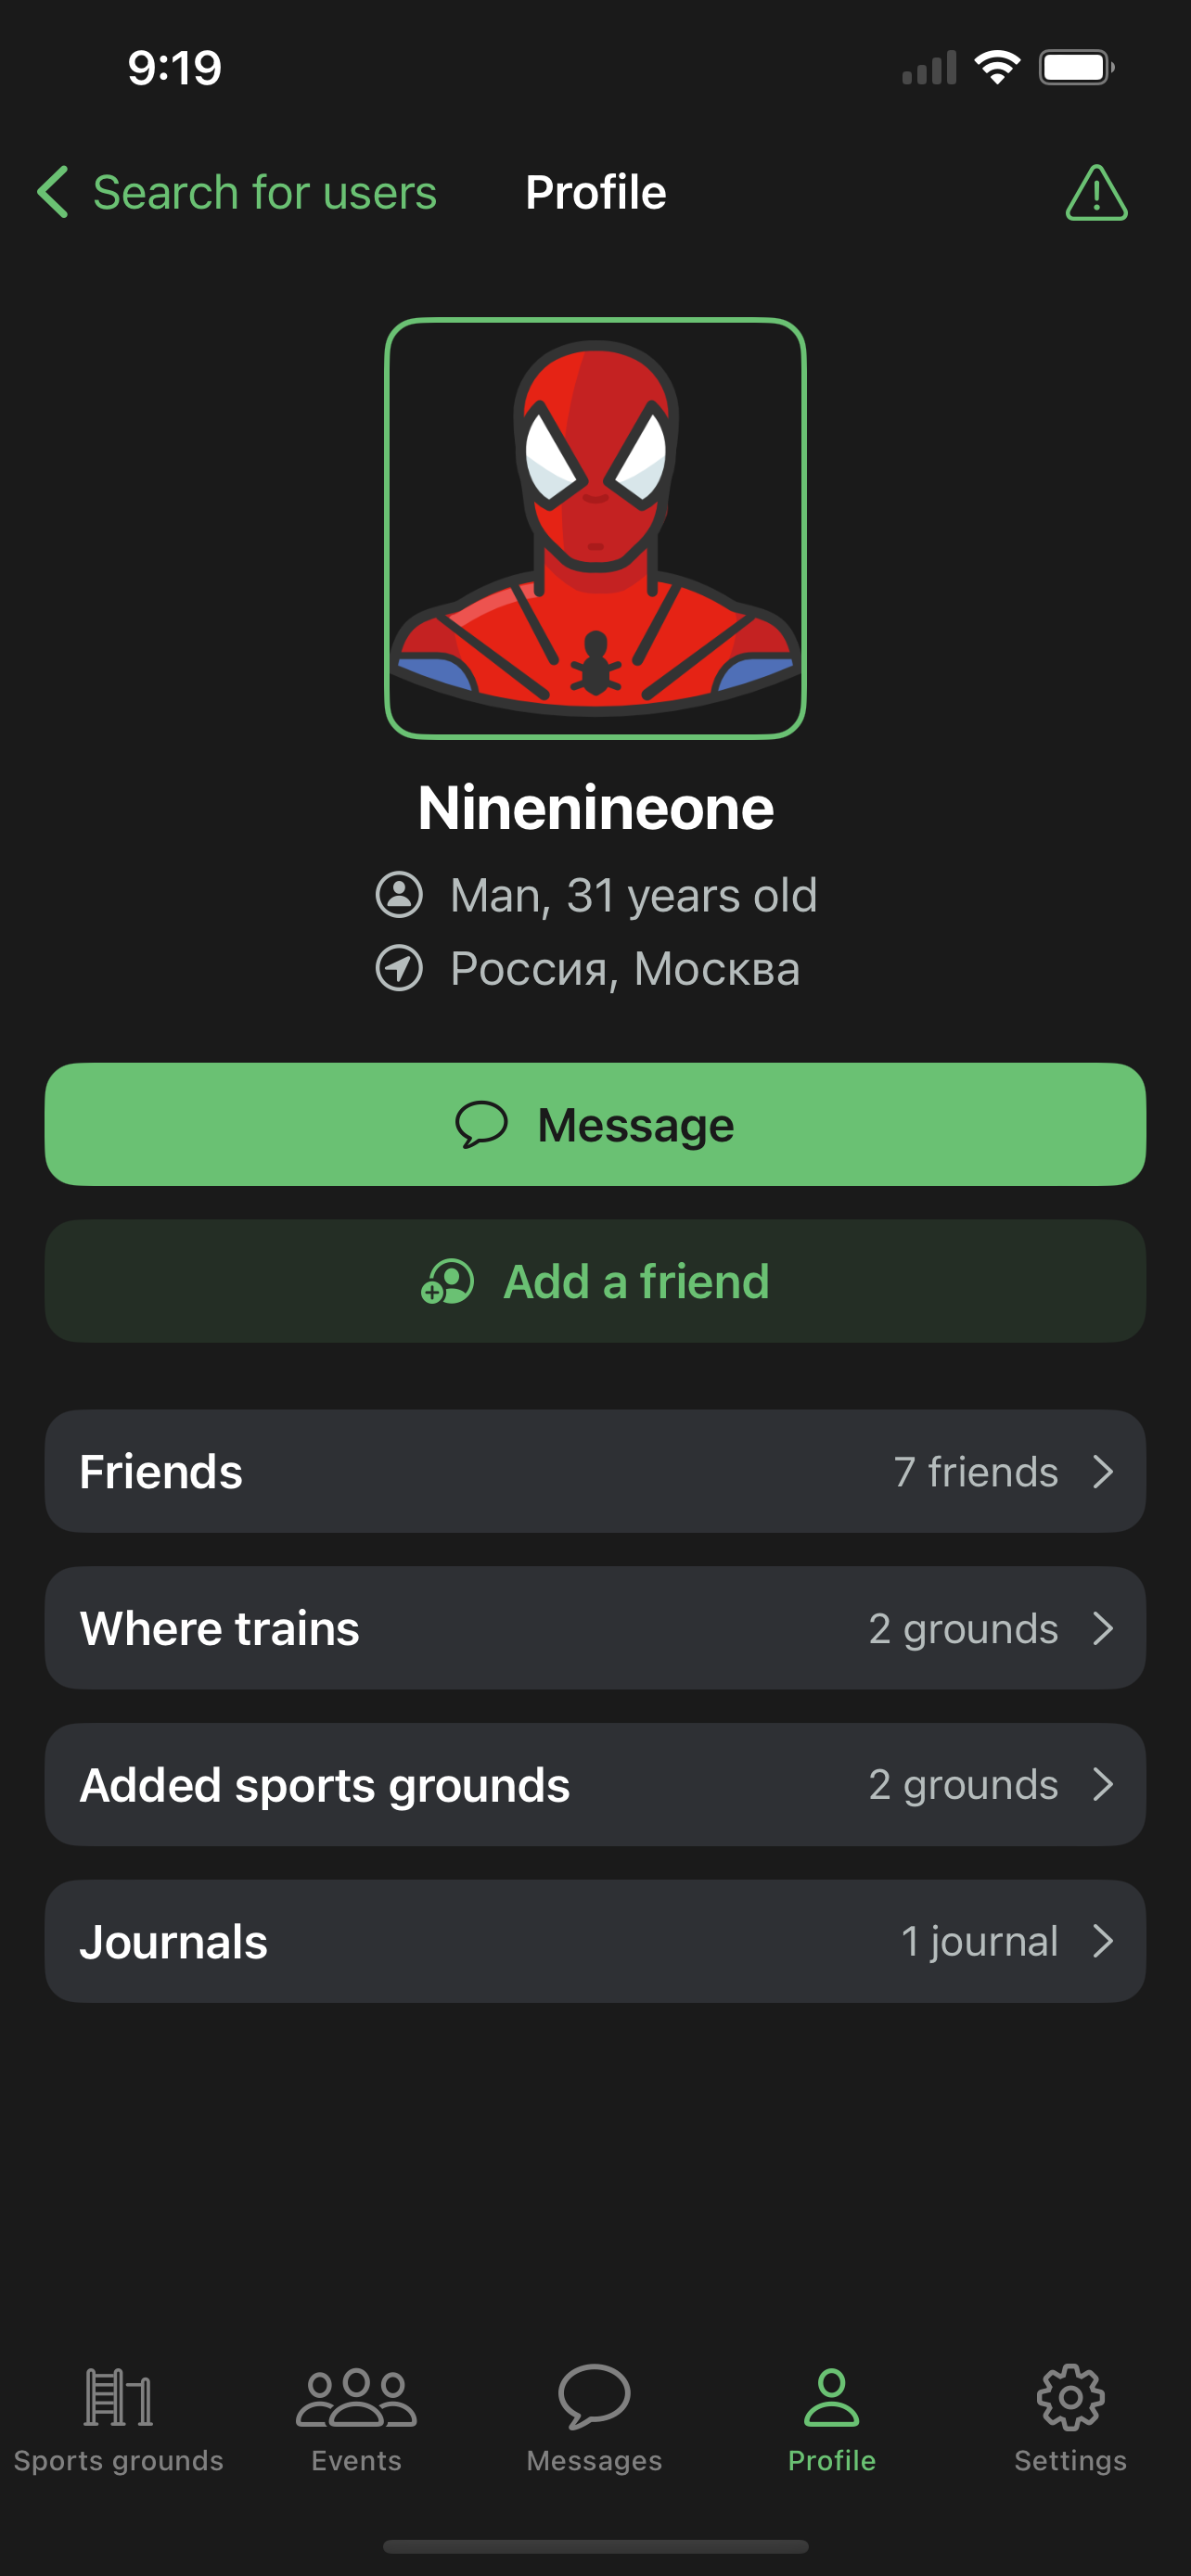 9:19
Search for users
Profile
Ninenineone
Man, 31 years old
Россия, Москва
Message
Add a friend
Friends
7 friends
Where trains
2 grounds
Added sports grounds
2 grounds
Journals
1 journal
Sports grounds
Events
Messages
Profile
Settings